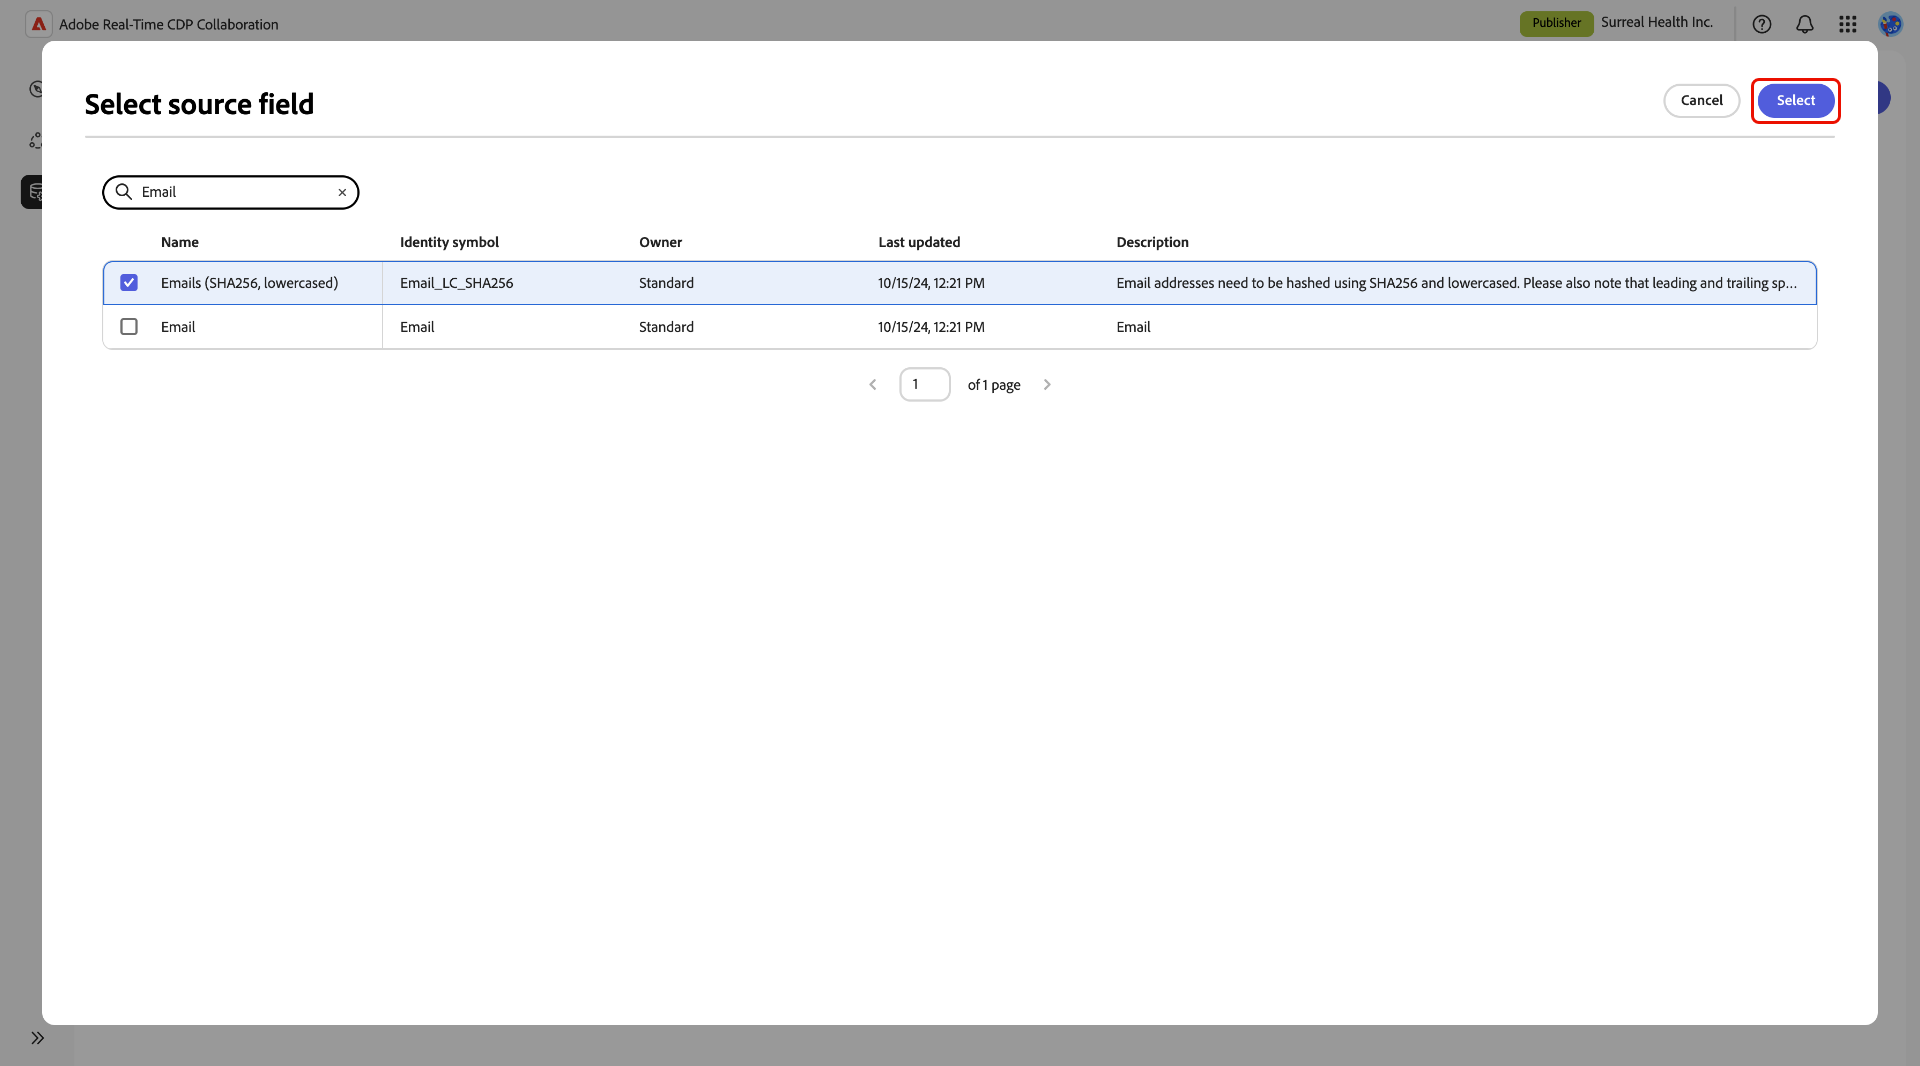 Adobe Real-Time CDP Collaboration
Publisher Surreal Health Inc.
Select source field
Cancel Select
Email
Name Identity symbol Owner Last updated Description
Emails (SHA256, lowercased) Email_LC_SHA256 Standard 10/15/24, 12:21 PM Email addresses need to be hashed using SHA256 and lowercased. Please also note that leading and trailing sp...
Email Email Standard 10/15/24, 12:21 PM Email
1 of 1 page